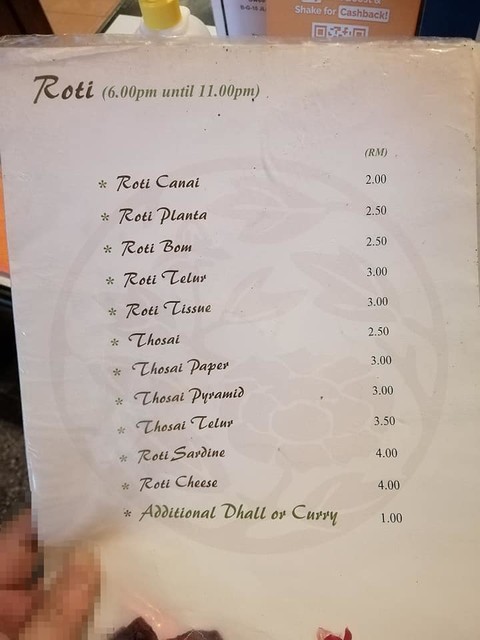 Shake for Cashback!
Roti (6.00pm until 11.00pm)
(RM)
* Roti Canai 2.00
* Roti Planta 2.50
* Roti Bom 2.50
* Roti Telur 3.00
* Roti Tissue 3.00
* Thosai 2.50
* Thosai Paper 3.00
* Thosai Pyramid 3.00
* Thosai Telur 3.50
* Roti Sardine 4.00
* Roti Cheese 4.00
* Additional Dhall or Curry 1.00